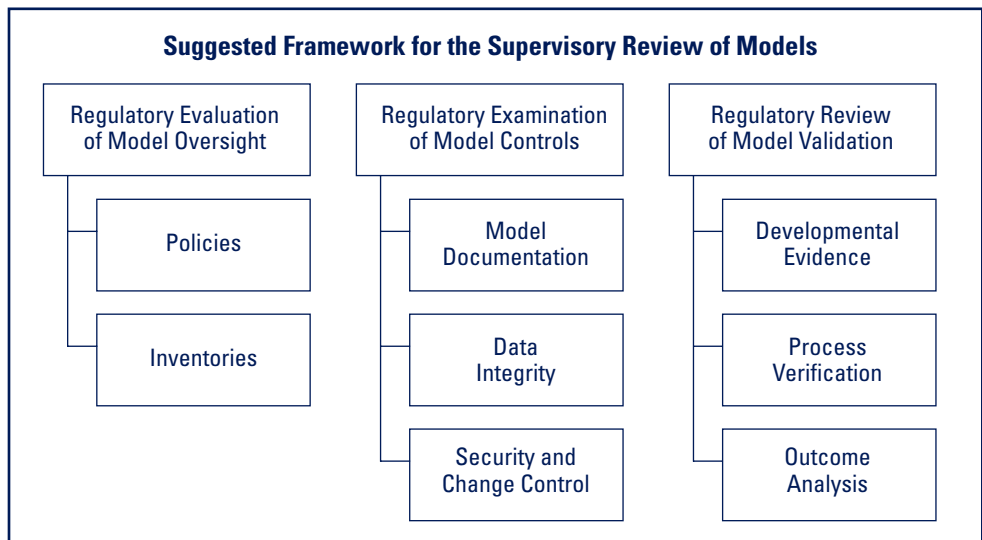 Suggested Framework for the Supervisory Review of Models
Regulatory Evaluation
of Model Oversight
Policies
Inventories
Regulatory Examination
of Model Controls
Model
Documentation
Data
Integrity
Security and
Change Control
Regulatory Review
of Model Validation
Developmental
Evidence
Process
Verification
Outcome
Analysis